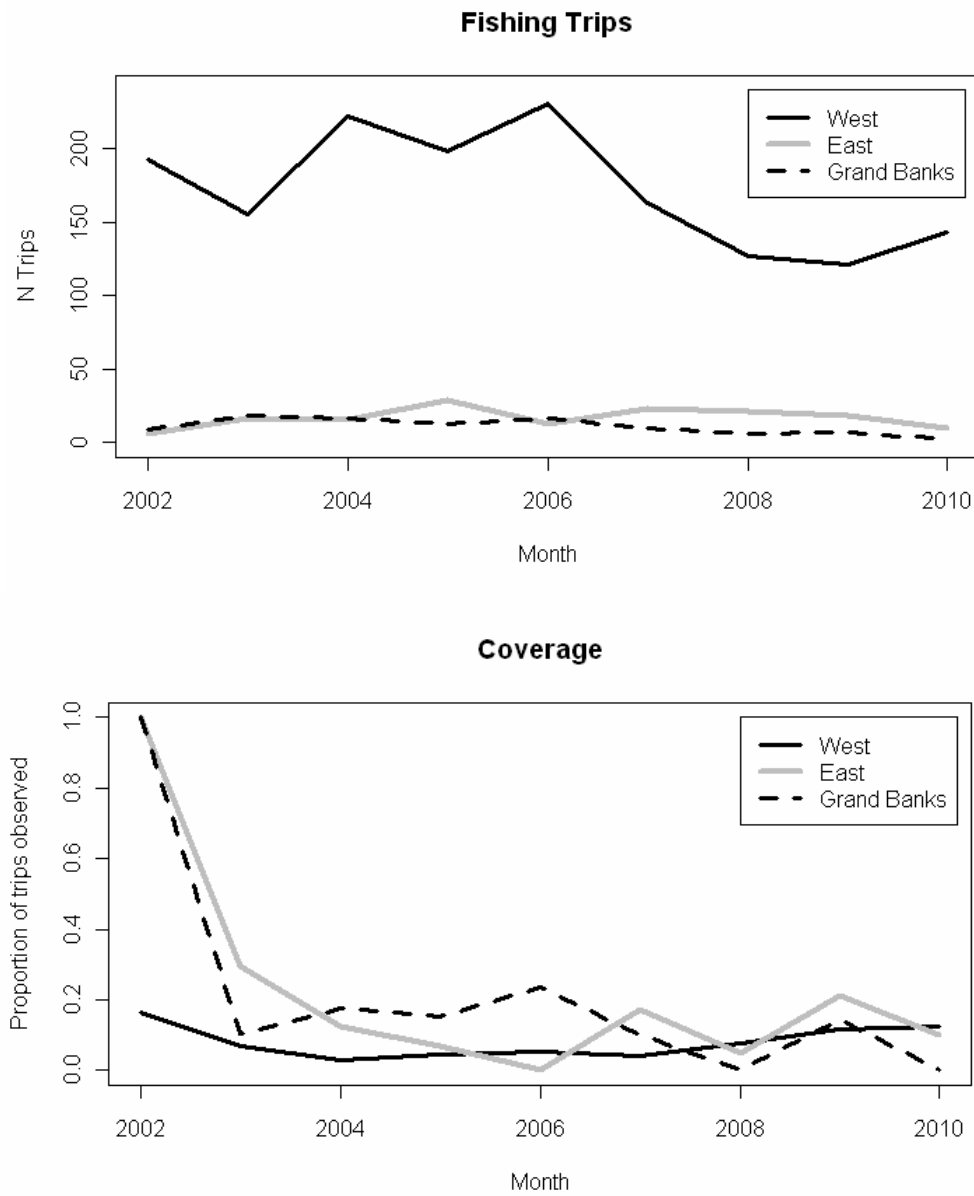 Fishing Trips
N Trips
200
150
100
50
0
West
East
Grand Banks
2002
2004
2006
2008
2010
Month
Coverage
Proportion of trips observed
1.0
0.8
0.6
0.4
0.2
0.0
West
East
Grand Banks
2002
2004
2006
2008
2010
Month